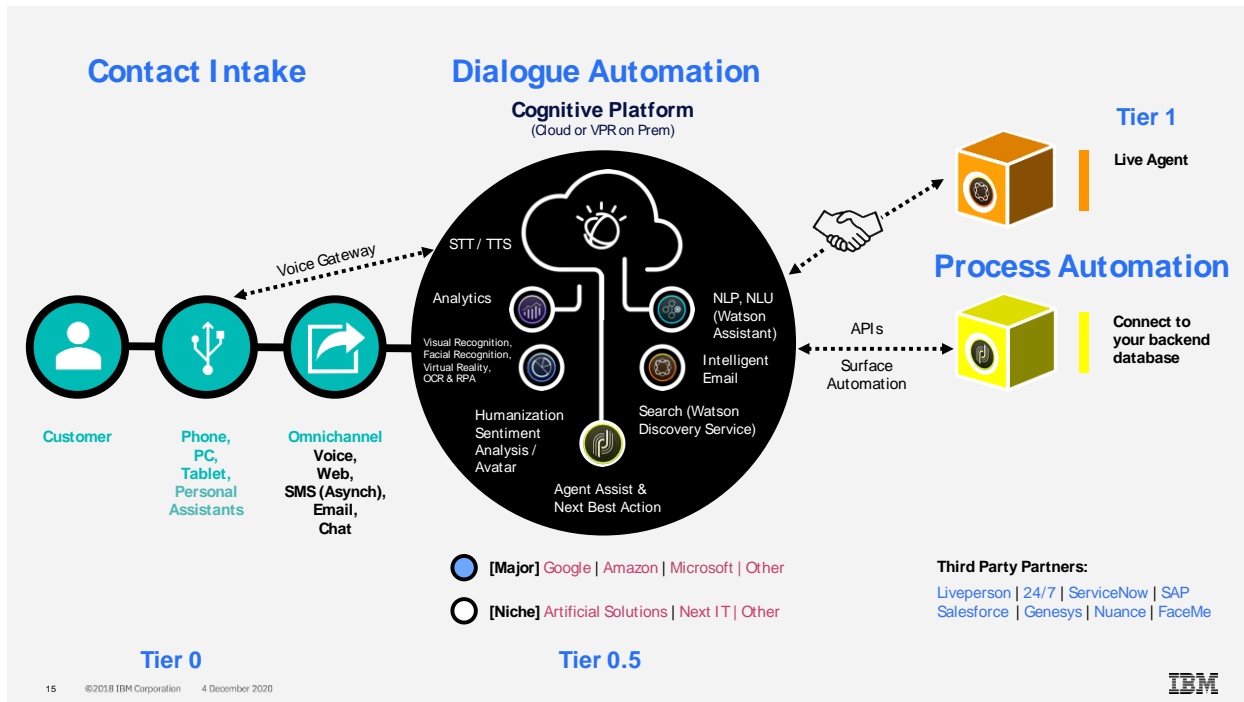 Contact Intake
Dialogue Automation
Cognitive Platform
(Cloud or VPR on Prem)
Tier 1
Live Agent
Voice Gateway
STT / TTS
Analytics
NLP, NLU
(Watson
Assistant)
Visual Recognition,
Facial Recognition,
Virtual Reality,
OCR & RPA
Intelligent
Email
Humanization
Sentiment
Analysis /
Avatar
Search (Watson
Discovery Service)
Agent Assist &
Next Best Action
Process Automation
APIs
Surface
Automation
Connect to
your backend
database
Customer
Phone,
PC,
Tablet,
Personal
Assistants
Omnichannel
Voice,
Web,
SMS (Asynch),
Email,
Chat
[Major] Google | Amazon | Microsoft | Other
[Niche] Artificial Solutions | Next IT | Other
Third Party Partners:
Liveperson | 24/7 | ServiceNow | SAP
Salesforce | Genesys | Nuance | FaceMe
Tier 0
Tier 0.5
15 ©2018 IBM Corporation 4 December 2020
IBM